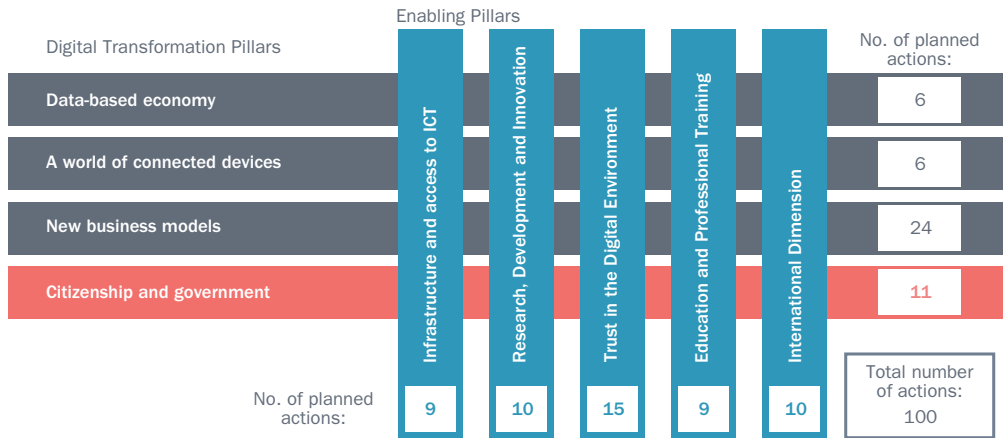 Enabling Pillars
Digital Transformation Pillars
No. of planned
actions:
Data-based economy
6
A world of connected devices
6
New business models
24
Citizenship and government
11
Infrastructure and access to ICT
Research, Development and Innovation
Trust in the Digital Environment
Education and Professional Training
International Dimension
No. of planned
actions:
9
10
15
9
10
Total number
of actions:
100